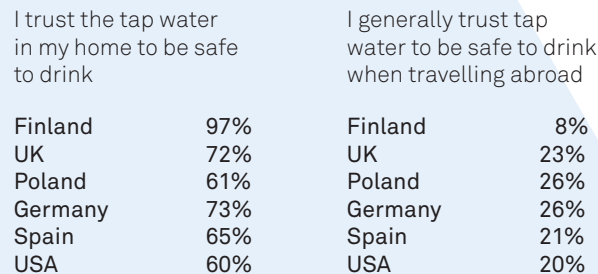 I trust the tap water
in my home to be safe
to drink
Finland 97%
UK 72%
Poland 61%
Germany 73%
Spain 65%
USA 60%
I generally trust tap
water to be safe to drink
when travelling abroad
Finland 8%
UK 23%
Poland 26%
Germany 26%
Spain 21%
USA 20%